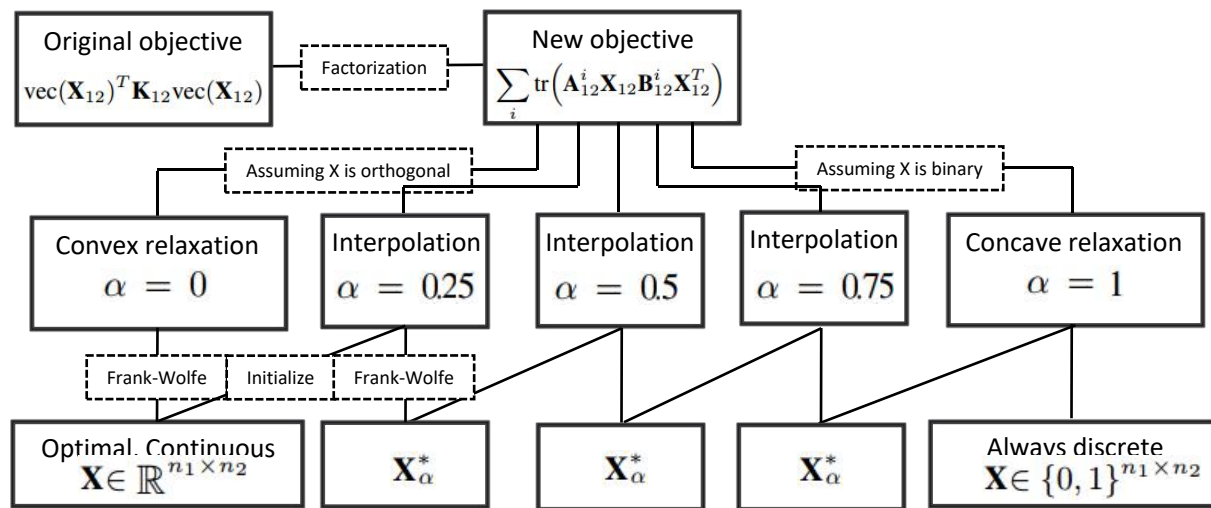 Original objective
vec(X₁₂)ᵀ K₁₂vec(X₁₂)
Factorization
New objective
∑ᵢ tr(Aⁱ₁₂X₁₂Bⁱ₁₂Xᵀ₁₂)
Assuming X is orthogonal
Assuming X is binary
Convex relaxation
α = 0
Interpolation
α = 0.25
Interpolation
α = 0.5
Interpolation
α = 0.75
Concave relaxation
α = 1
Frank-Wolfe
Initialize
Frank-Wolfe
Optimal, Continuous
X∈ ℝⁿ¹×ⁿ²
X*α
X*α
X*α
Always discrete
X∈ {0, 1}ⁿ¹×ⁿ²